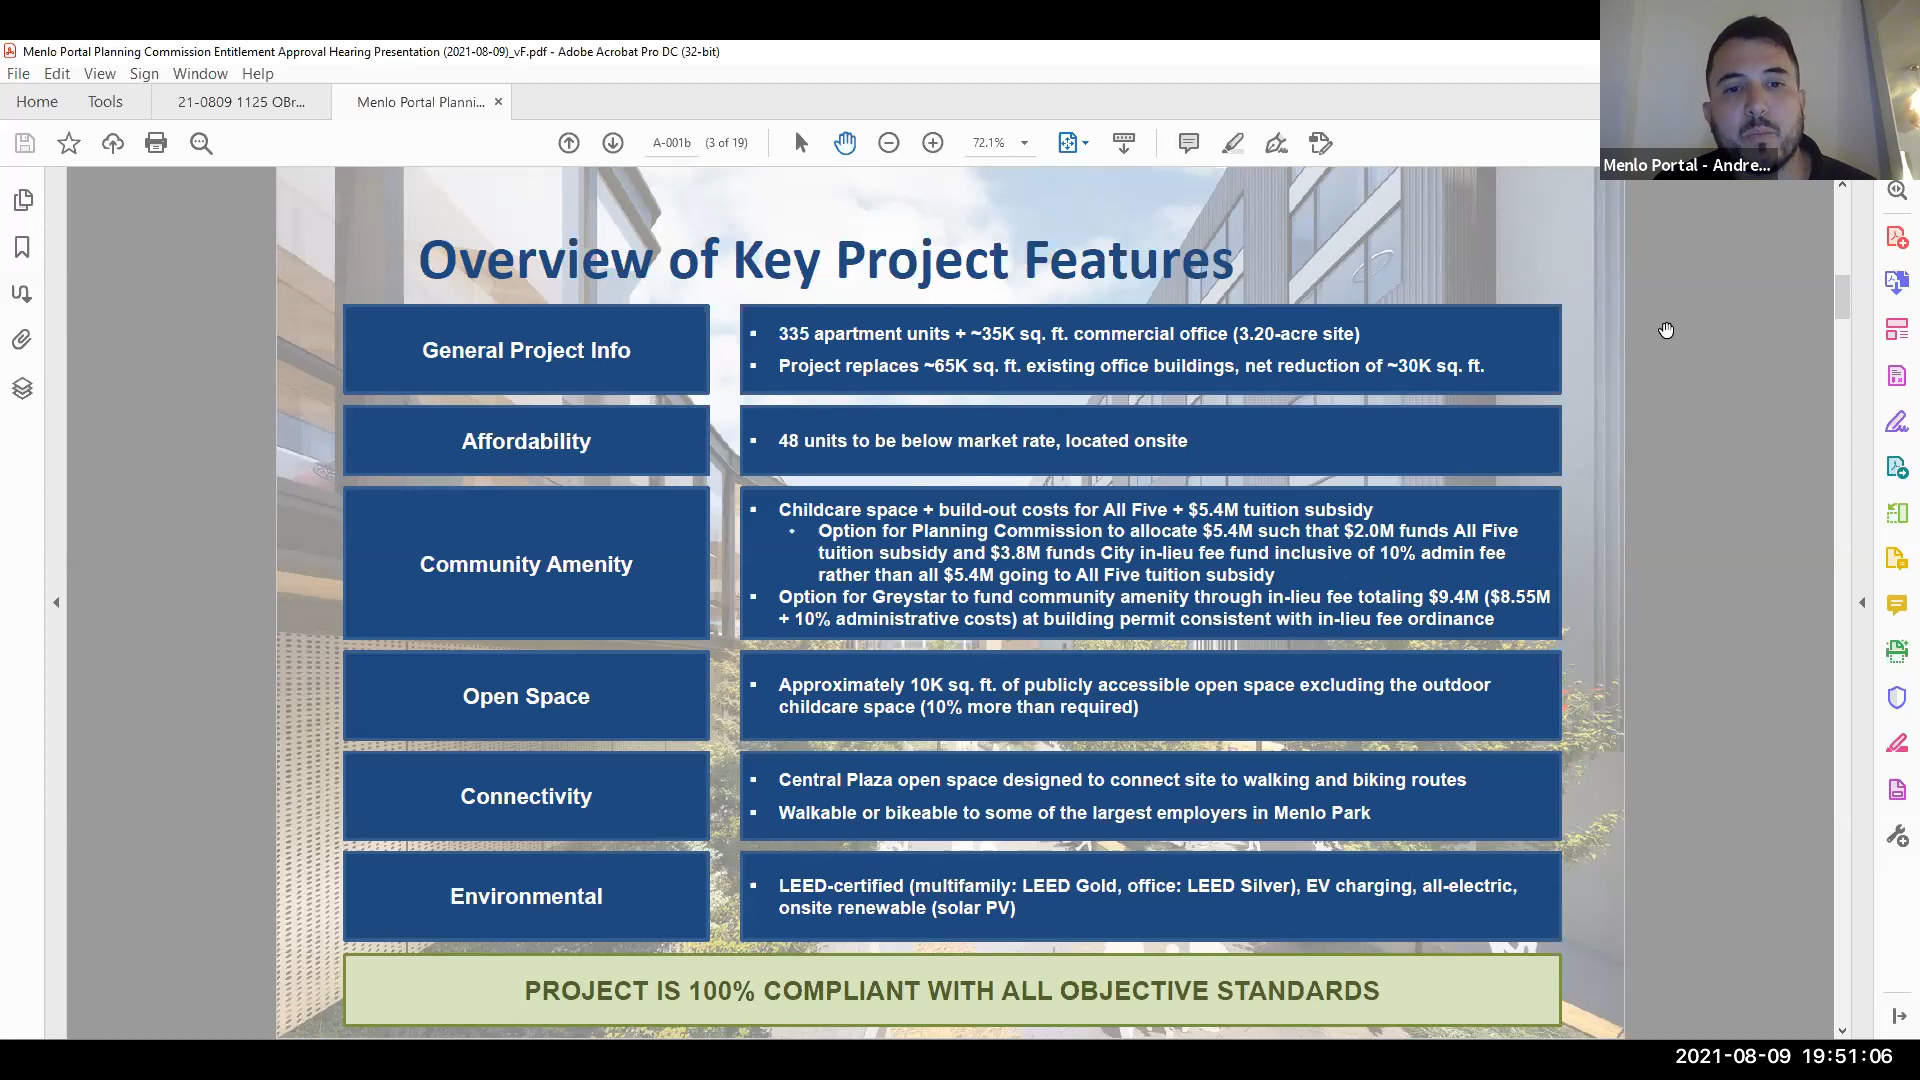 Menlo Portal Planning Commission Entitlement Approval Hearing Presentation (2021-08-09)_vF.pdf - Adobe Acrobat Pro DC (32-bit)
File Edit View Sign Window Help
Home Tools 21-0809 1125 OBr... Menlo Portal Planni... ×
A-001b (3 of 19) 72.1%
Menlo Portal - Andre...
Overview of Key Project Features
General Project Info
▪ 335 apartment units + ~35K sq. ft. commercial office (3.20-acre site)
▪ Project replaces ~65K sq. ft. existing office buildings, net reduction of ~30K sq. ft.
Affordability
▪ 48 units to be below market rate, located onsite
Community Amenity
▪ Childcare space + build-out costs for All Five + $5.4M tuition subsidy
• Option for Planning Commission to allocate $5.4M such that $2.0M funds All Five
tuition subsidy and $3.8M funds City in-lieu fee fund inclusive of 10% admin fee
rather than all $5.4M going to All Five tuition subsidy
▪ Option for Greystar to fund community amenity through in-lieu fee totaling $9.4M ($8.55M
+ 10% administrative costs) at building permit consistent with in-lieu fee ordinance
Open Space
▪ Approximately 10K sq. ft. of publicly accessible open space excluding the outdoor
childcare space (10% more than required)
Connectivity
▪ Central Plaza open space designed to connect site to walking and biking routes
▪ Walkable or bikeable to some of the largest employers in Menlo Park
Environmental
▪ LEED-certified (multifamily: LEED Gold, office: LEED Silver), EV charging, all-electric,
onsite renewable (solar PV)
PROJECT IS 100% COMPLIANT WITH ALL OBJECTIVE STANDARDS
2021-08-09 19:51:06